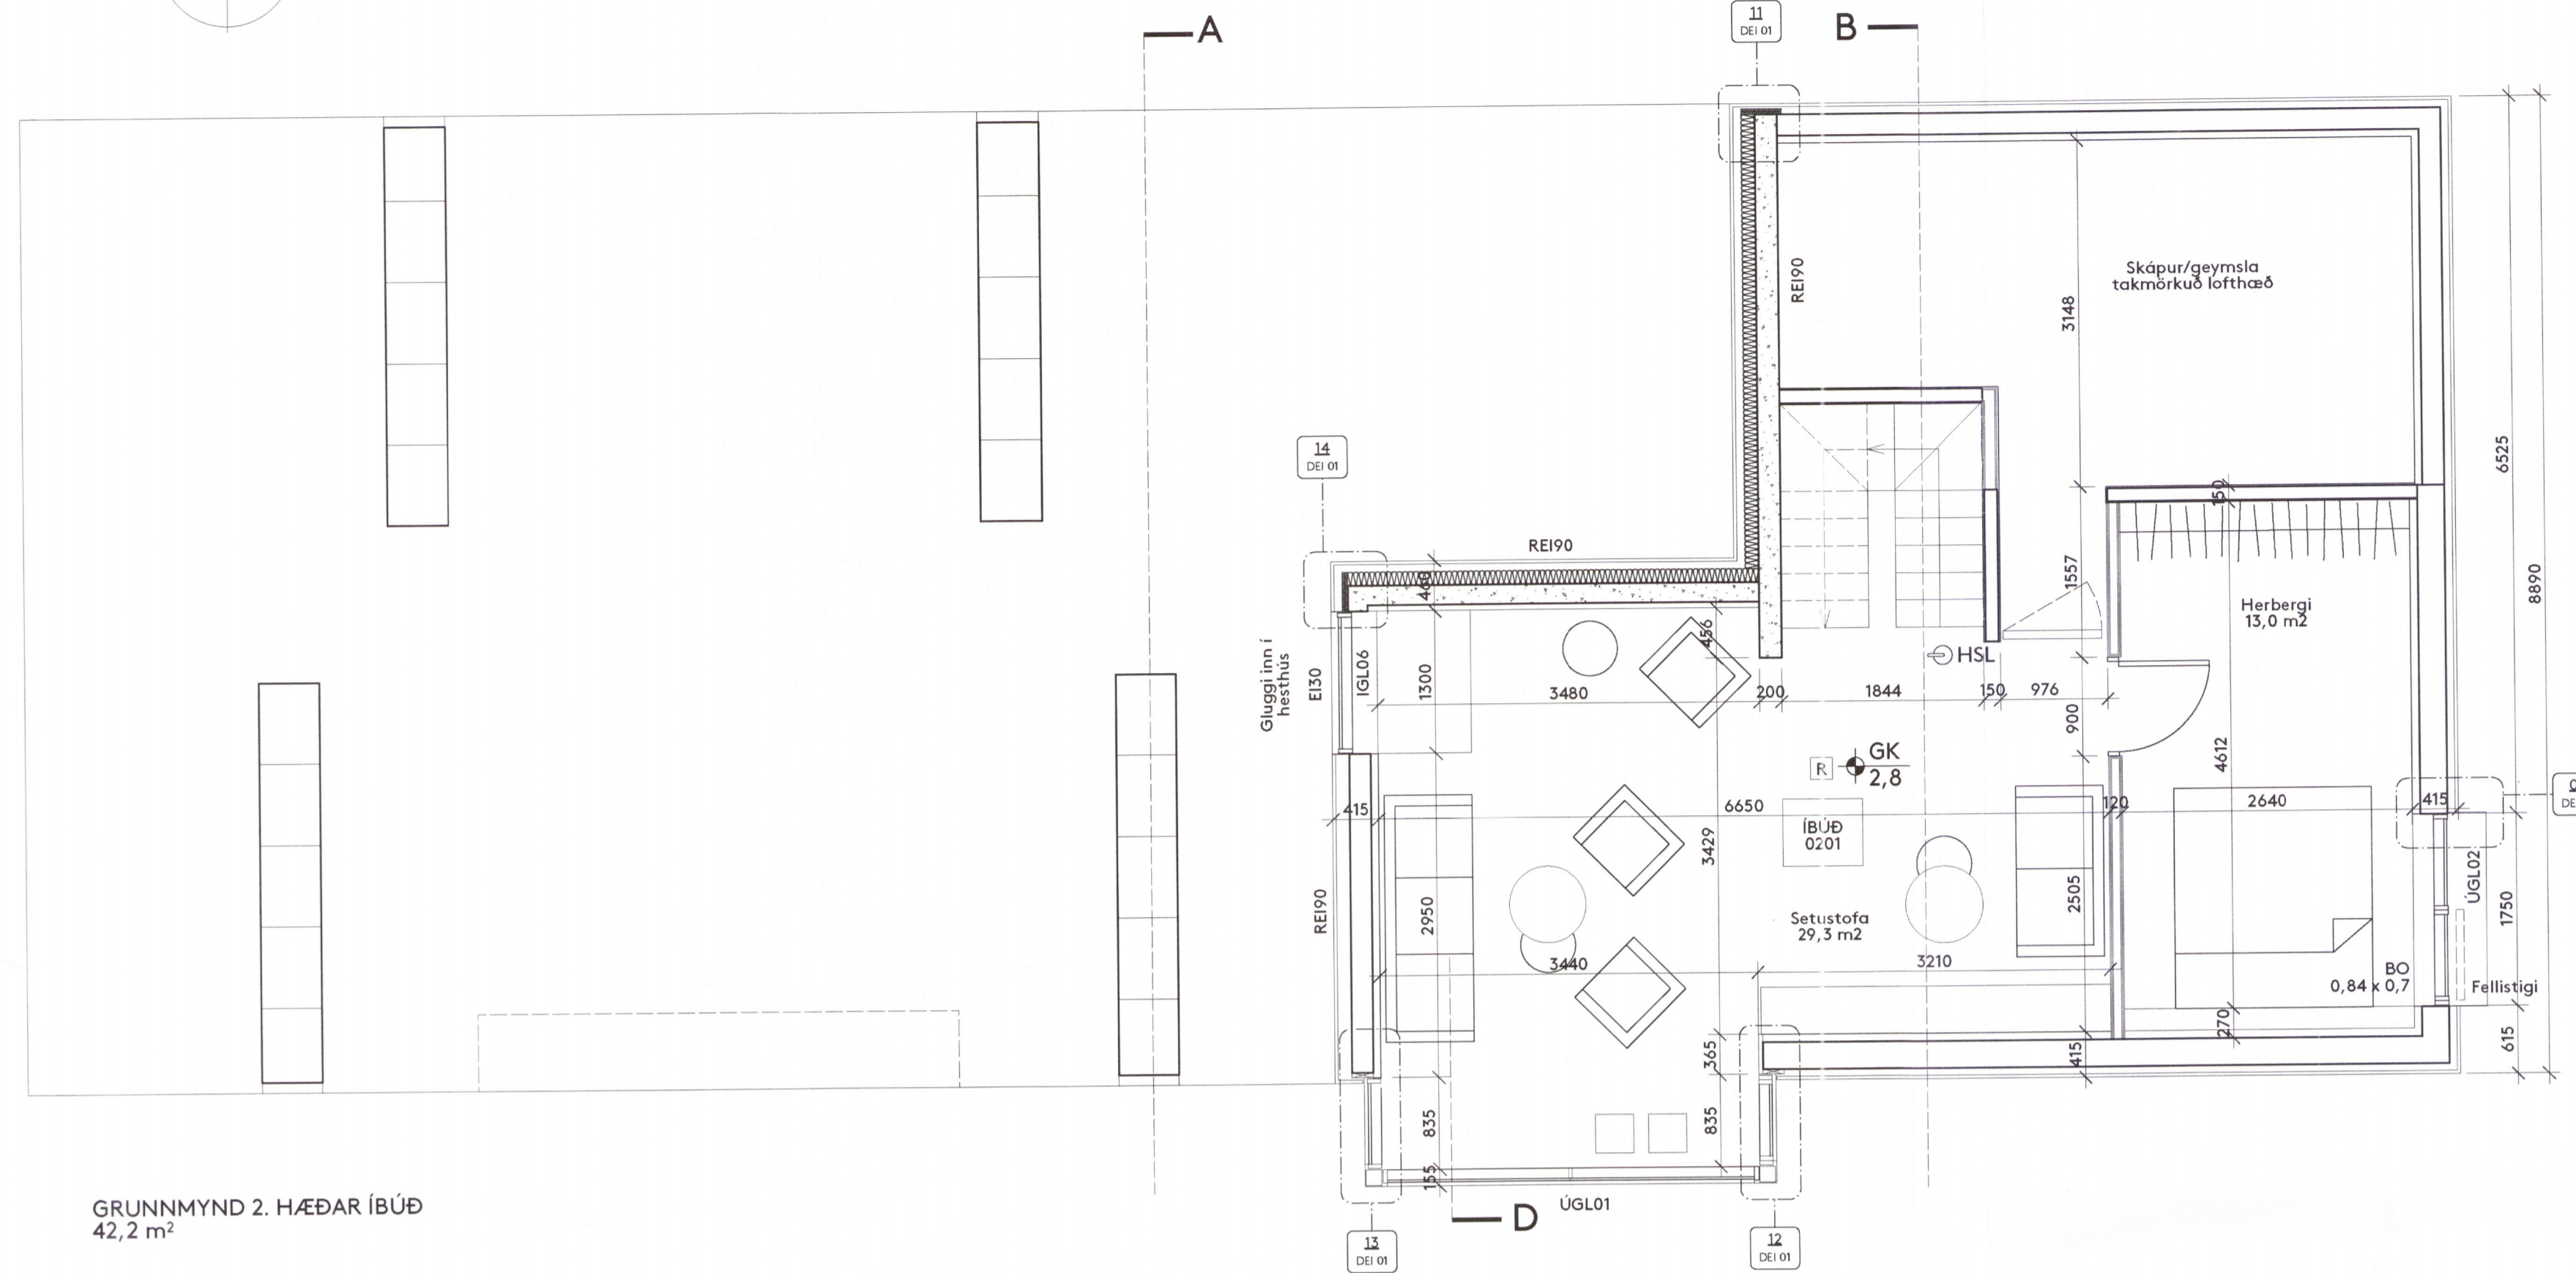 A
11
DEI 01
B
REI90
Skápur/geymsla
takmörkuð lofthæð
3148
6525
8890
14
DEI 01
150
REI90
460
1557
Herbergi
13,0 m2
Gluggi inn í
hesthús
EI30
IGL06
1300
456
HSL
3480
200
1844
150
976
900
4612
R
GK
2,8
415
6650
120
2640
415
ÍBÚÐ
0201
3429
REI90
2950
2505
ÚGL02
1750
Setustofa
29,3 m2
3440
3210
BO
0,84 x 0,7
Fellistigi
270
365
415
615
835
835
155
ÚGL01
GRUNNMYND 2. HÆÐAR ÍBÚÐ
42,2 m²
D
13
DEI 01
12
DEI 01